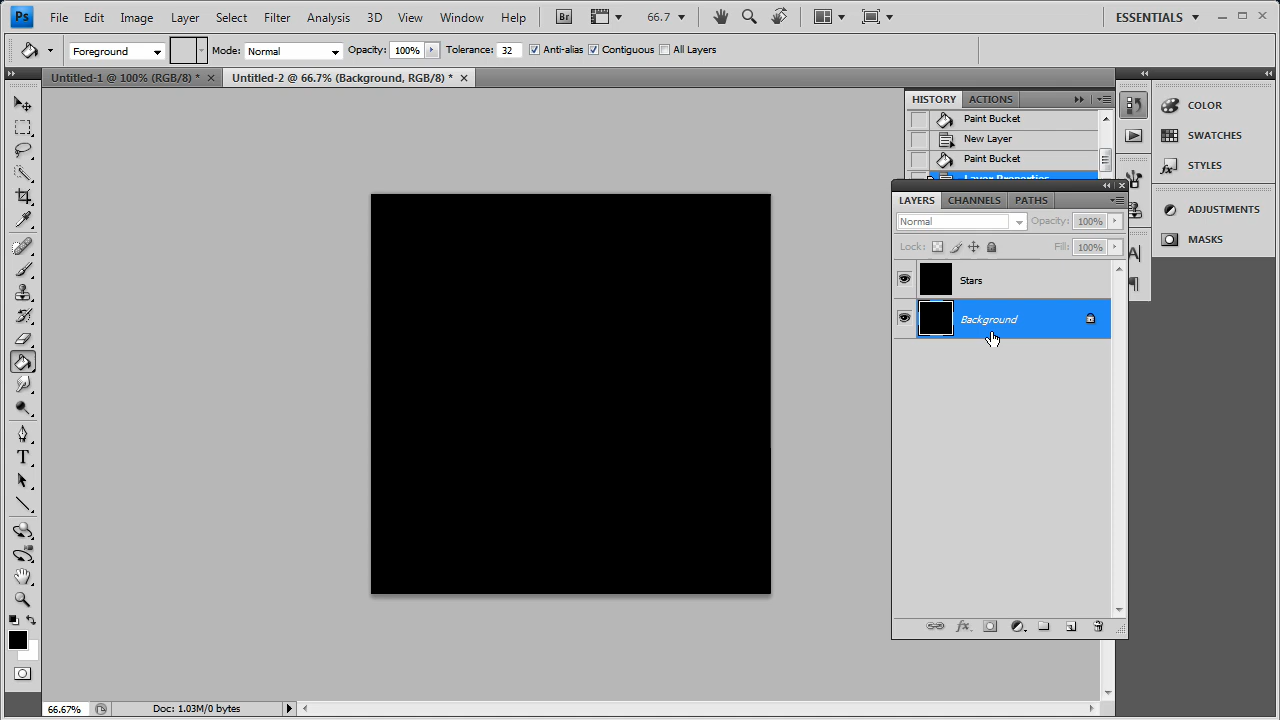 Ps File Edit Image Layer Select Filter Analysis 3D View Window Help Br 66.7 ESSENTIALS
Foreground Mode: Normal Opacity: 100% Tolerance: 32 Anti-alias Contiguous All Layers
Untitled-1 @ 100% (RGB/8) * Untitled-2 @ 66.7% (Background, RGB/8) *
HISTORY ACTIONS
Paint Bucket
New Layer
Paint Bucket
Layer Properties
COLOR
SWATCHES
STYLES
ADJUSTMENTS
MASKS
LAYERS CHANNELS PATHS
Normal Opacity: 100%
Lock: Fill: 100%
Stars
Background
66.67% Doc: 1.03M/0 bytes